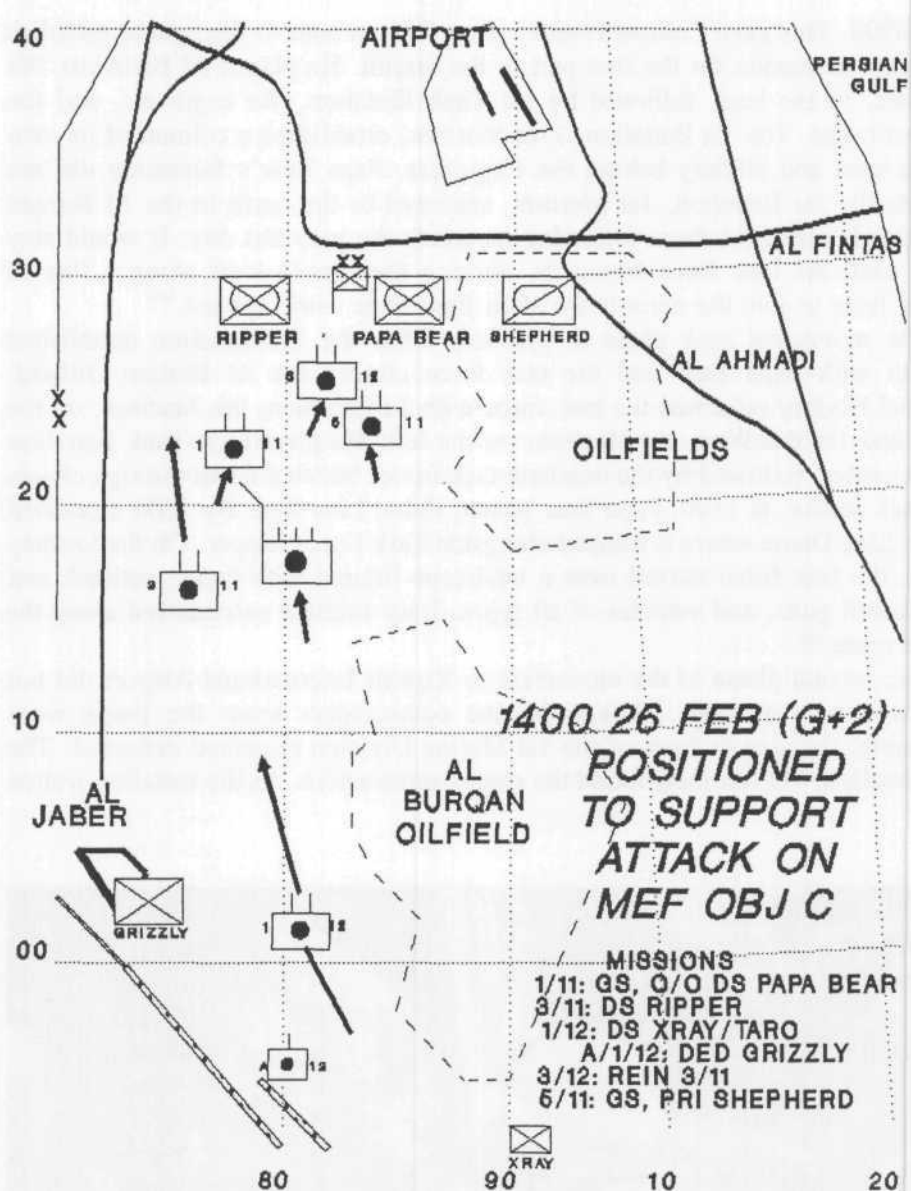 40
AIRPORT
PERSIAN
GULF
AL FINTAS
30
XX
RIPPER
PAPA BEAR
SHEPHERD
AL AHMADI
12
5 11
XX
1 11
OILFIELDS
20
3 11
10
1400 26 FEB (G+2)
POSITIONED
TO SUPPORT
ATTACK ON
MEF OBJ C
AL
BURQAN
OILFIELD
AL
JABER
GRIZZLY
1 12
00
A 12
MISSIONS
1/11: GS, O/O DS PAPA BEAR
3/11: DS RIPPER
1/12: DS XRAY/TARO
A/1/12: DED GRIZZLY
3/12: REIN 3/11
5/11: GS, PRI SHEPHERD
XRAY
80
90
10
20